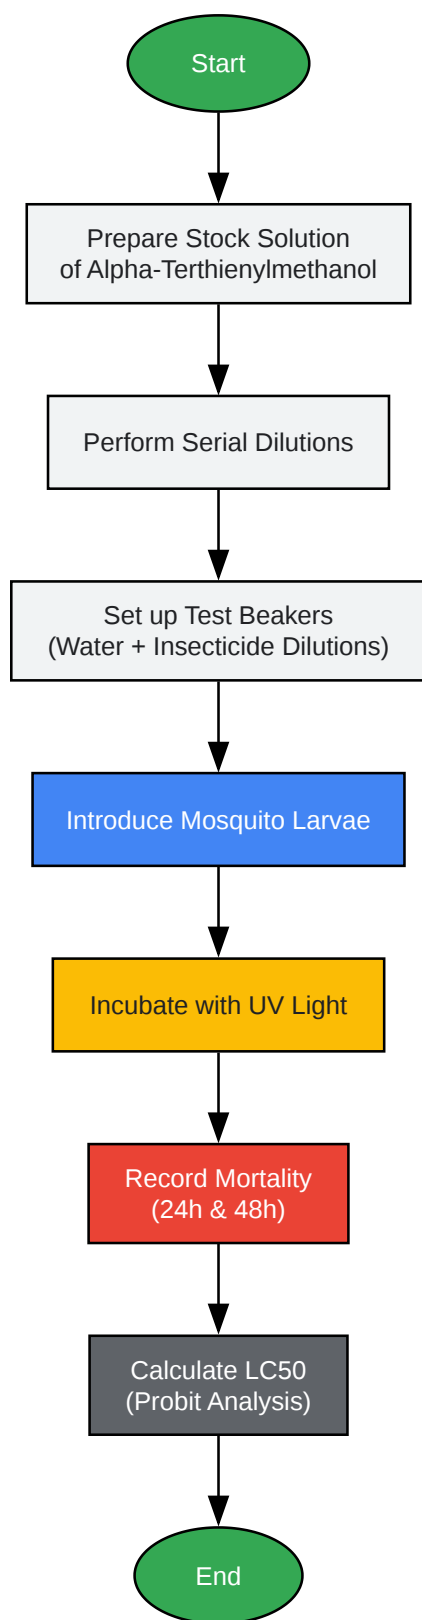 Start
Prepare Stock Solution
of Alpha-Terthienylmethanol
Perform Serial Dilutions
Set up Test Beakers
(Water + Insecticide Dilutions)
Introduce Mosquito Larvae
Incubate with UV Light
Record Mortality
(24h & 48h)
Calculate LC50
(Probit Analysis)
End